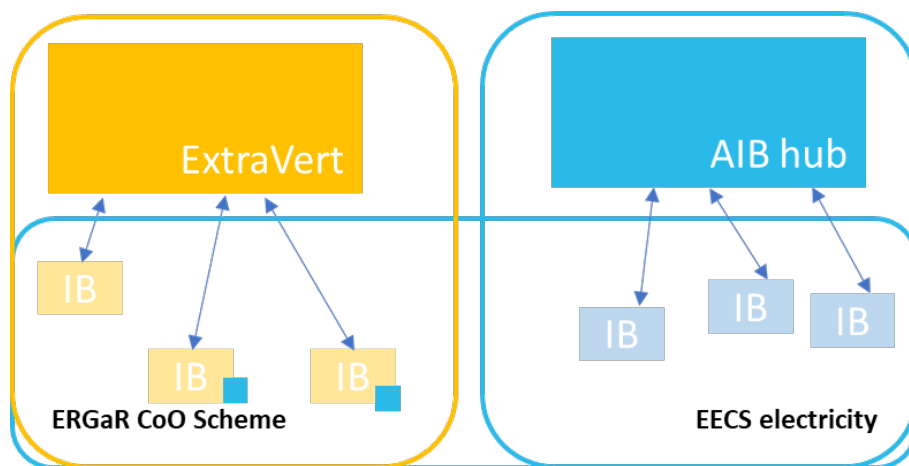 ExtraVert
AIB hub
IB
IB
IB
IB
IB
IB
ERGaR CoO Scheme
EECS electricity